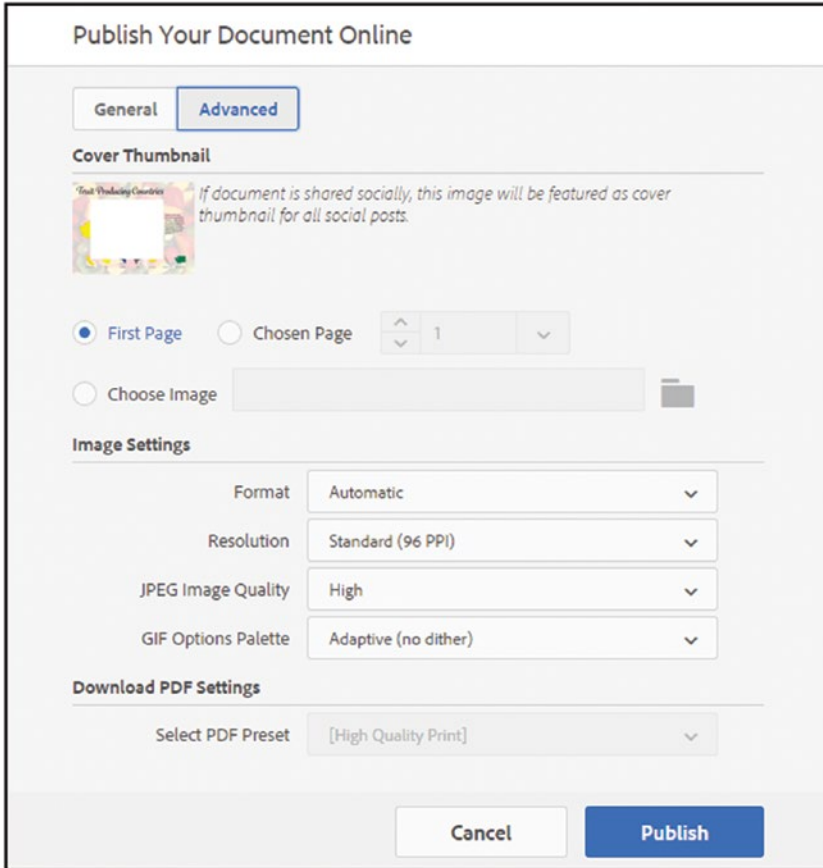 Publish Your Document Online
General Advanced
Cover Thumbnail
Fruit Producing Countries
If document is shared socially, this image will be featured as cover
thumbnail for all social posts.
First Page Chosen Page 1
Choose Image
Image Settings
Format Automatic
Resolution Standard (96 PPI)
JPEG Image Quality High
GIF Options Palette Adaptive (no dither)
Download PDF Settings
Select PDF Preset [High Quality Print]
Cancel Publish